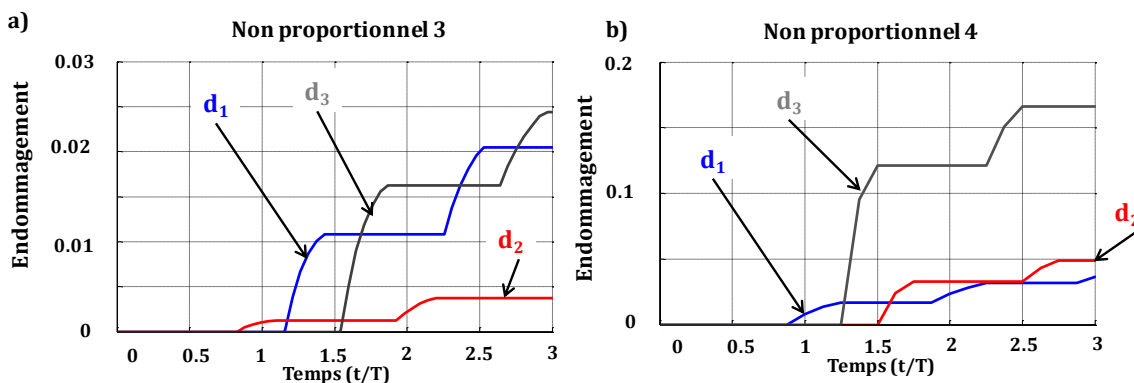 a)
Non proportionnel 3
Endommagement
0.03
0.02
0.01
0
d1
d3
d2
0 0.5 1 1.5 2 2.5 3
Temps (t/T)
b)
Non proportionnel 4
Endommagement
0.2
0.1
0
d3
d1
d2
0 0.5 1 1.5 2 2.5 3
Temps (t/T)